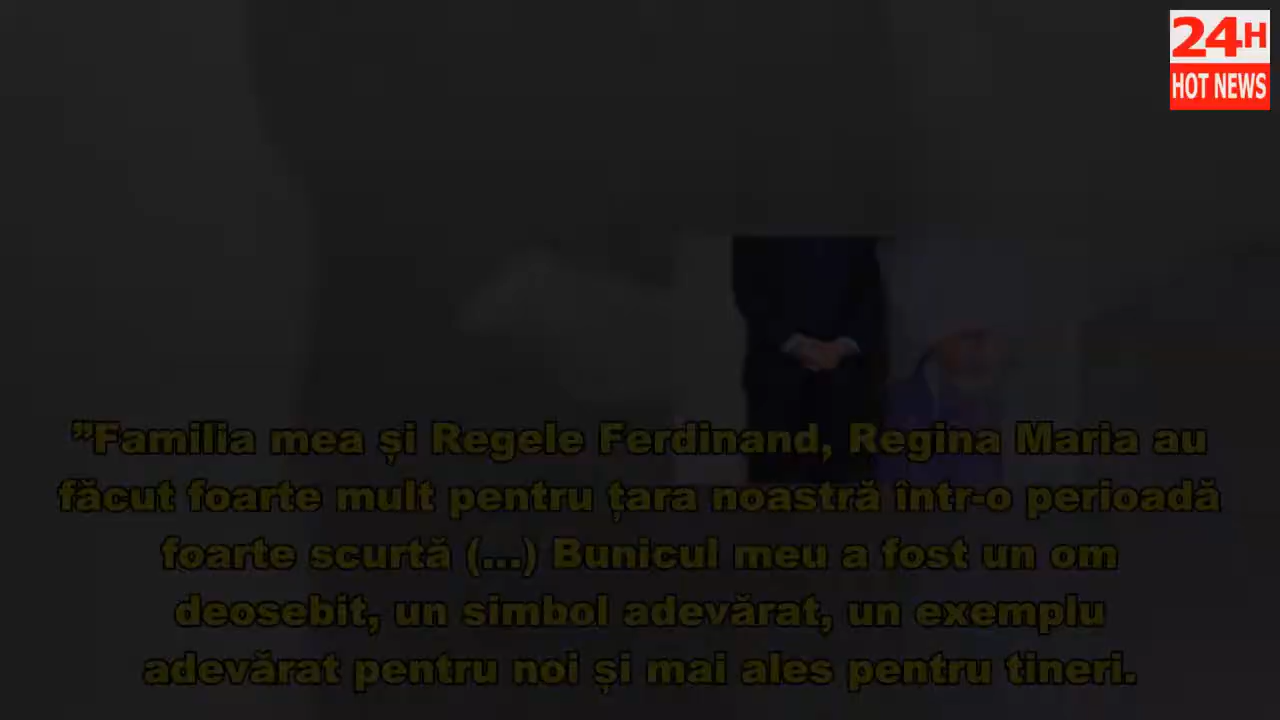 24H
HOT NEWS
”Familia mea și Regele Ferdinand, Regina Maria au
făcut foarte mult pentru țara noastră într-o perioadă
foarte scurtă (...) Bunicul meu a fost un om
deosebit, un simbol adevărat, un exemplu
adevărat pentru noi și mai ales pentru tineri.